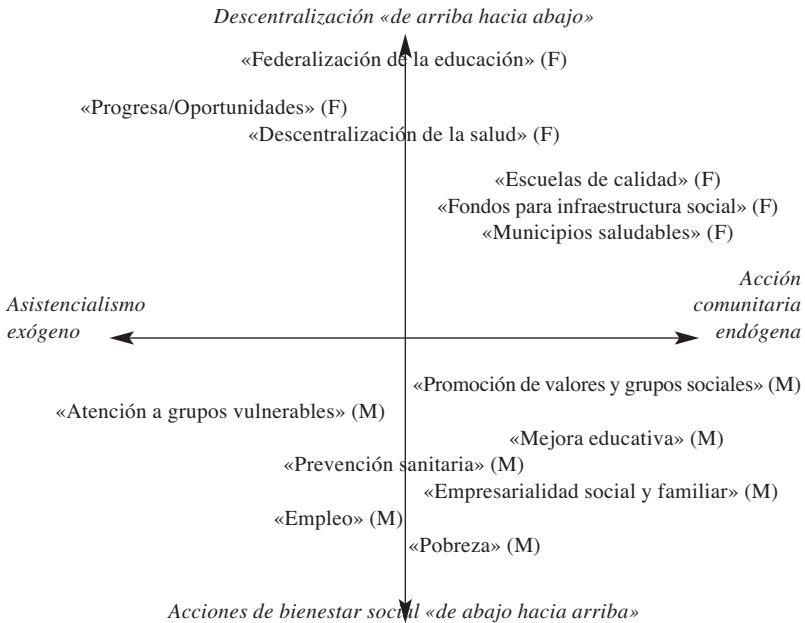 Descentralización «de arriba hacia abajo»
«Federalización de la educación» (F)
«Progresa/Oportunidades» (F)
«Descentralización de la salud» (F)
«Escuelas de calidad» (F)
«Fondos para infraestructura social» (F)
«Municipios saludables» (F)
Asistencialismo
exógeno
Acción
comunitaria
endógena
«Promoción de valores y grupos sociales» (M)
«Atención a grupos vulnerables» (M)
«Mejora educativa» (M)
«Prevención sanitaria» (M)
«Empresarialidad social y familiar» (M)
«Empleo» (M)
«Pobreza» (M)
Acciones de bienestar social «de abajo hacia arriba»